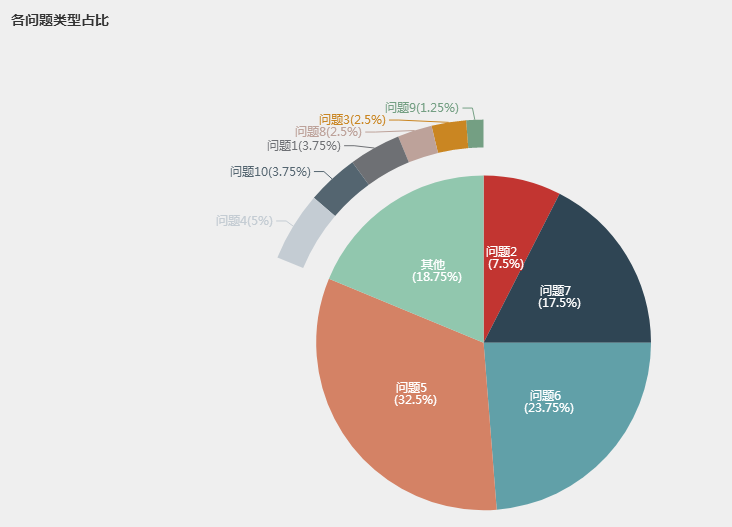 各问题类型占比
问题9(1.25%)
问题3(2.5%)
问题8(2.5%)
问题1(3.75%)
问题10(3.75%)
问题4(5%)
问题2
(7.5%)
其他
(18.75%)
问题7
(17.5%)
问题5
(32.5%)
问题6
(23.75%)